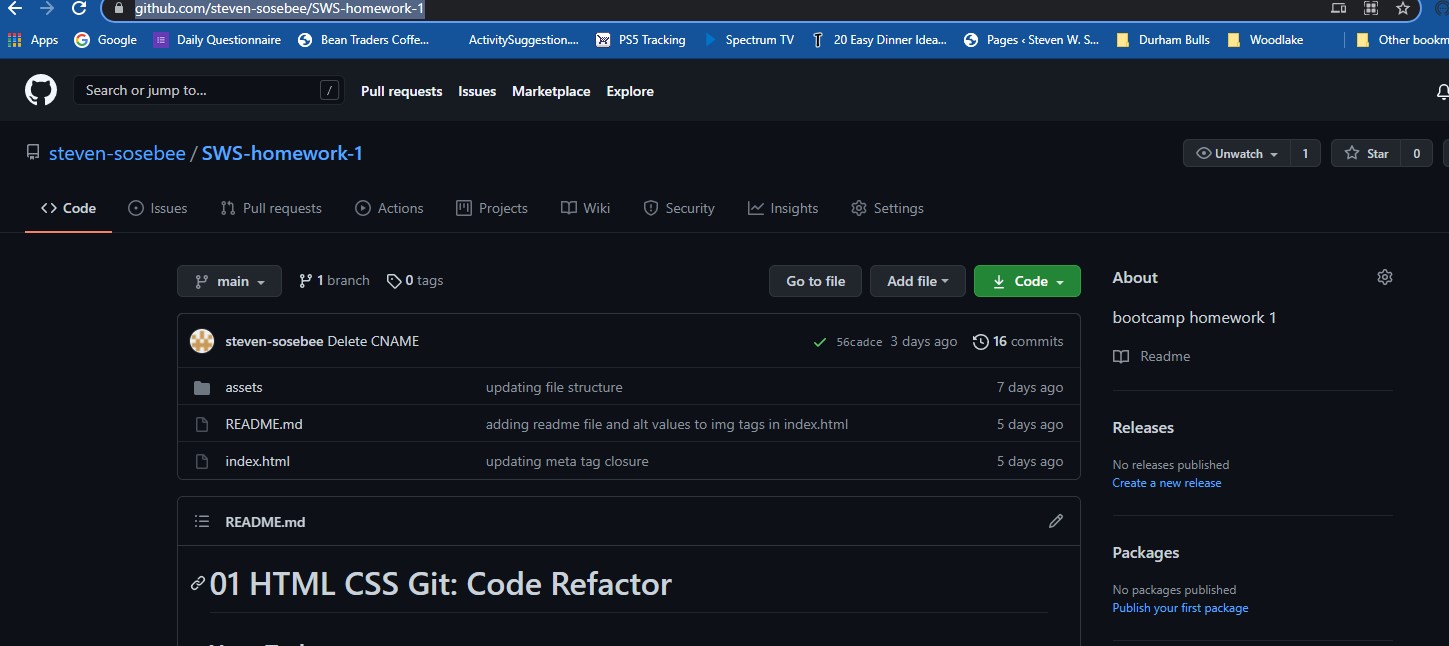 github.com/steven-sosebee/SWS-homework-1
Apps Google Daily Questionnaire Bean Traders Coffe... ActivitySuggestion.... PS5 Tracking Spectrum TV 20 Easy Dinner Idea... Pages ‹ Steven W. S... Durham Bulls Woodlake Other bookm
Search or jump to... / Pull requests Issues Marketplace Explore
steven-sosebee / SWS-homework-1 Unwatch 1 Star 0
<> Code Issues Pull requests Actions Projects Wiki Security Insights Settings
main 1 branch 0 tags Go to file Add file Code
About
bootcamp homework 1
Readme
steven-sosebee Delete CNAME 56cadce 3 days ago 16 commits
assets updating file structure 7 days ago
README.md adding readme file and alt values to img tags in index.html 5 days ago
index.html updating meta tag closure 5 days ago
Releases
No releases published
Create a new release
README.md
01 HTML CSS Git: Code Refactor
Packages
No packages published
Publish your first package